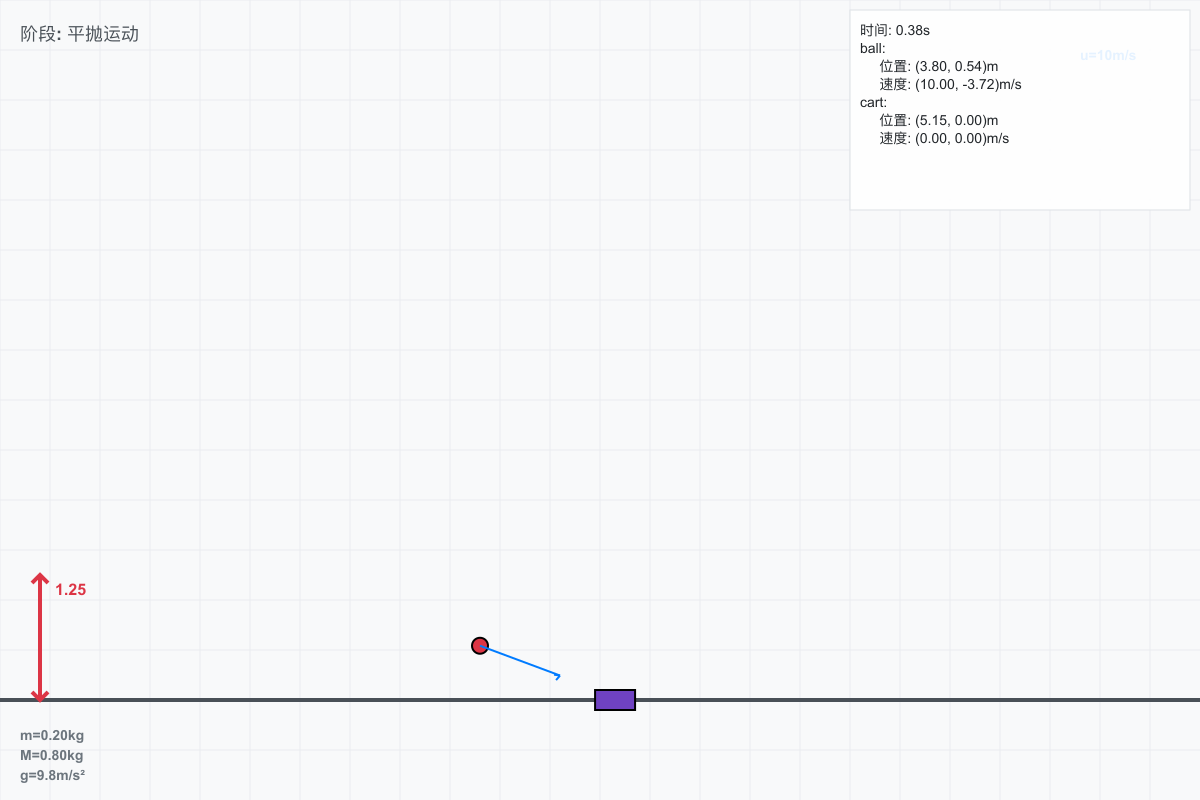 阶段: 平抛运动
时间: 0.38s
ball:
位置: (3.80, 0.54)m
速度: (10.00, -3.72)m/s
cart:
位置: (5.15, 0.00)m
速度: (0.00, 0.00)m/s
u=10m/s
1.25
m=0.20kg
M=0.80kg
g=9.8m/s²